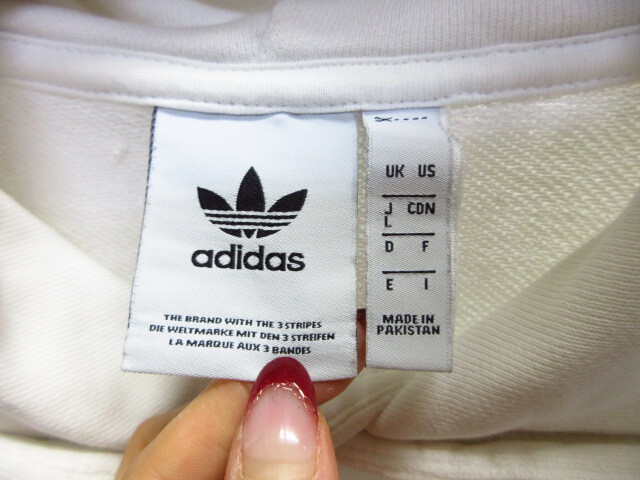 adidas
THE BRAND WITH THE 3 STRIPES
DIE WELTMARKE MIT DEN 3 STREIFEN
LA MARQUE AUX 3 BANDES
UK US
J CDN
L
D F
E I
MADE IN
PAKISTAN